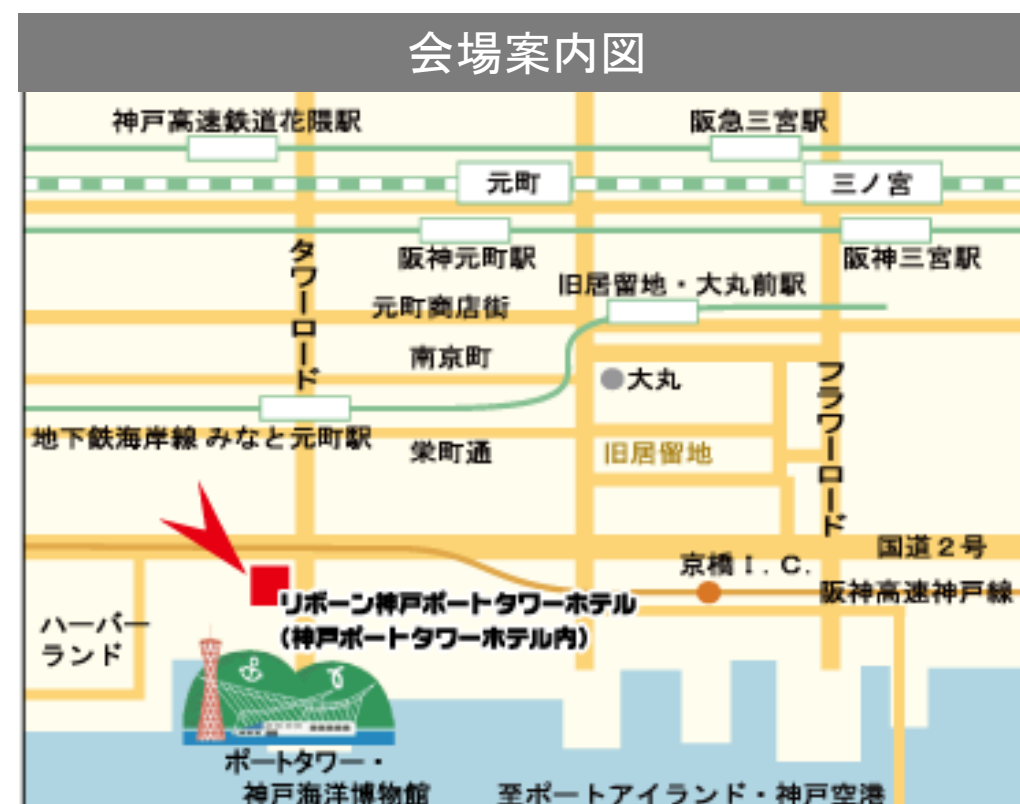 会場案内図
神戸高速鉄道花隈駅
阪急三宮駅
元町
三ノ宮
阪神元町駅
阪神三宮駅
タワーロード
旧居留地・大丸前駅
元町商店街
南京町
大丸
フラワーロード
地下鉄海岸線 みなと元町駅
栄町通
旧居留地
国道2号
京橋I.C.
阪神高速神戸線
リボーン神戸ポートタワーホテル
(神戸ポートタワーホテル内)
ハーバー
ランド
ポートタワー・
神戸海洋博物館
至ポートアイランド・神戸空港